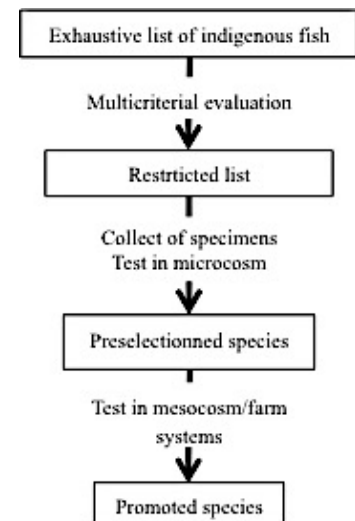 Exhaustive list of indigenous fish
Multicriterial evaluation
Restrticted list
Collect of specimens
Test in microcosm
Preselectionned species
Test in mesocosm/farm
systems
Promoted species